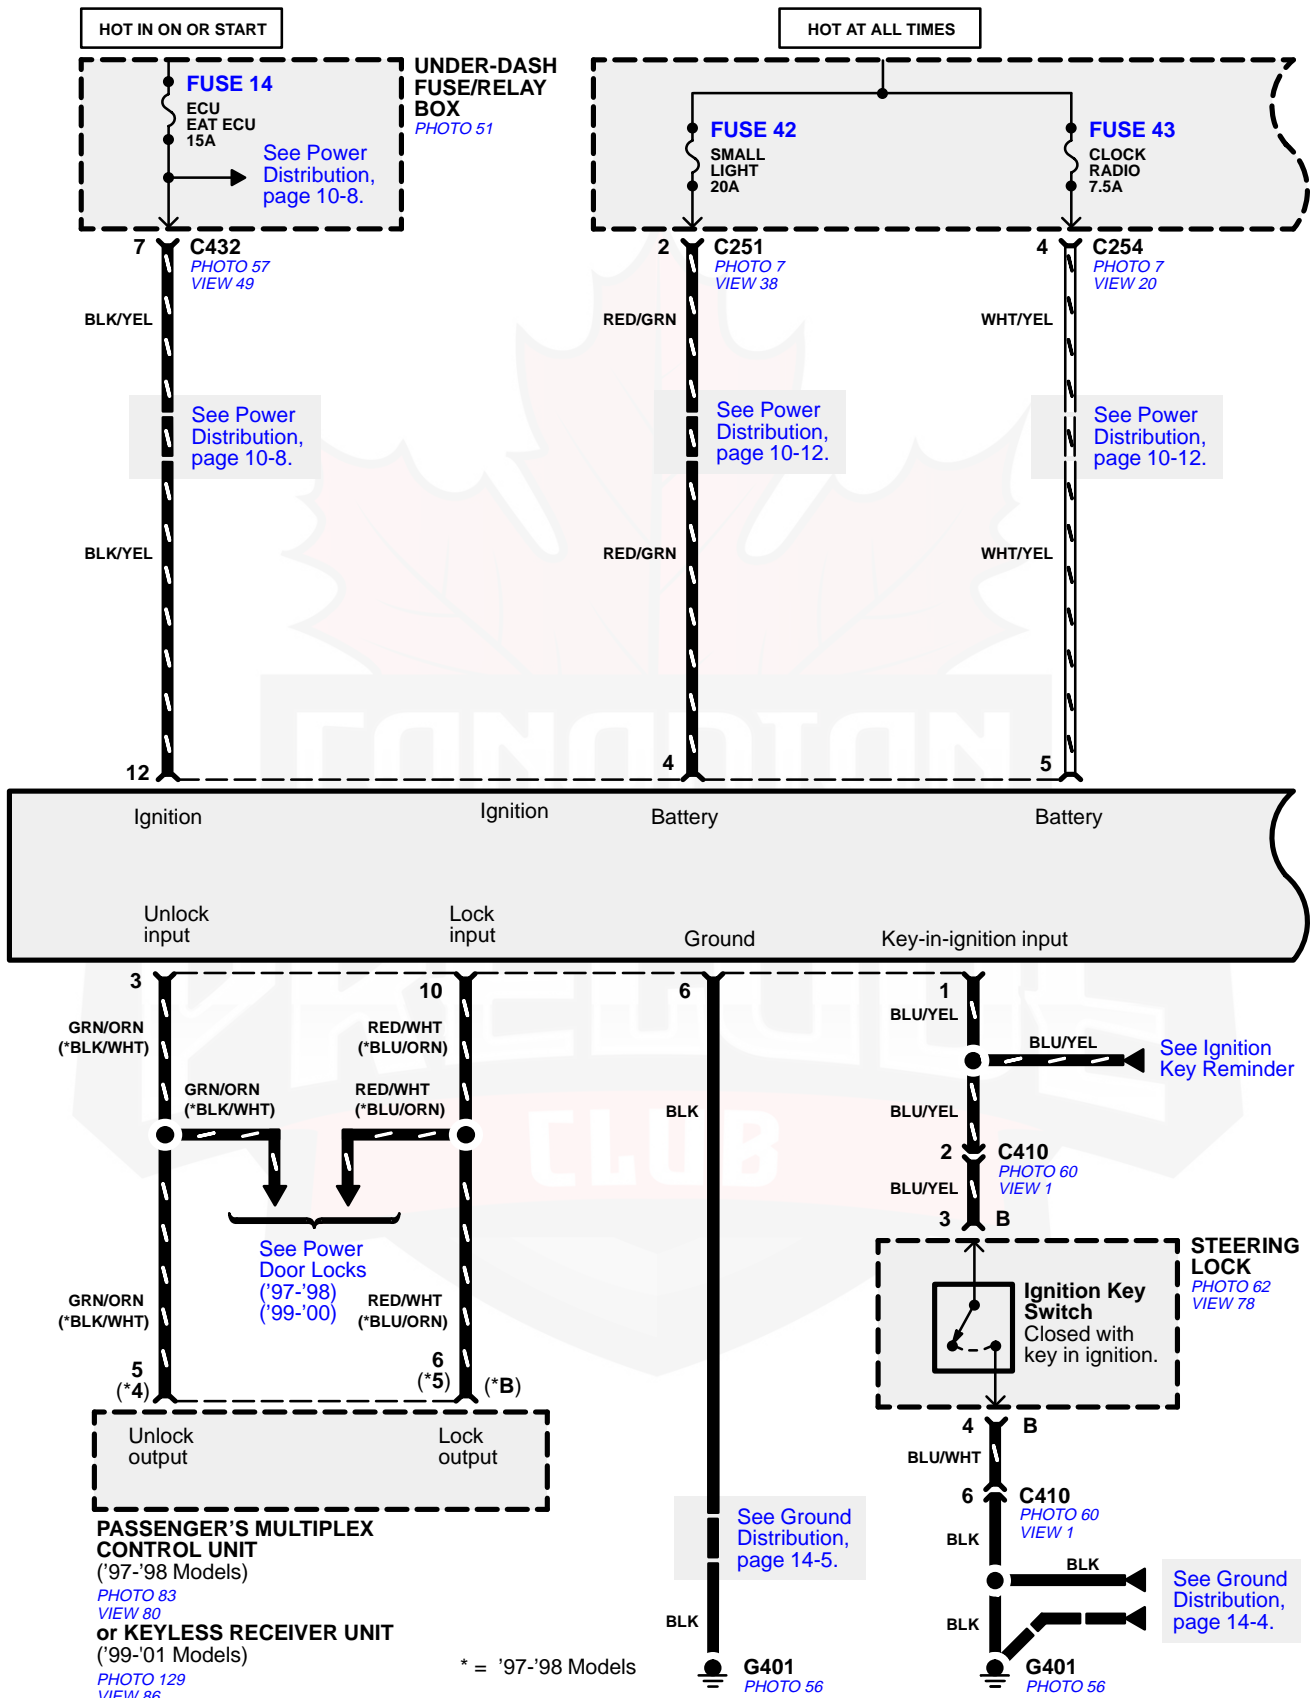 HOT IN ON OR START
HOT AT ALL TIMES
FUSE 14
ECU
EAT ECU
15A
See Power
Distribution,
page 10-8.
UNDER-DASH
FUSE/RELAY
BOX
PHOTO 51
FUSE 42
SMALL
LIGHT
20A
FUSE 43
CLOCK
RADIO
7.5A
7 C432
PHOTO 57
VIEW 49
2 C251
PHOTO 7
VIEW 38
4 C254
PHOTO 7
VIEW 20
BLK/YEL
RED/GRN
WHT/YEL
See Power
Distribution,
page 10-8.
See Power
Distribution,
page 10-12.
See Power
Distribution,
page 10-12.
BLK/YEL
RED/GRN
WHT/YEL
CANADIAN
12
4
5
Ignition
Ignition
Battery
Battery
Unlock
input
Lock
input
Ground
Key-in-ignition input
PRELUDE
3
10
6
1
GRN/ORN
(*BLK/WHT)
RED/WHT
(*BLU/ORN)
BLU/YEL
BLU/YEL
See Ignition
Key Reminder
GRN/ORN
(*BLK/WHT)
RED/WHT
(*BLU/ORN)
BLK
BLU/YEL
CLUB
2 C410
PHOTO 60
VIEW 1
BLU/YEL
3 B
See Power
Door Locks
('97-'98)
('99-'00)
GRN/ORN
(*BLK/WHT)
RED/WHT
(*BLU/ORN)
STEERING
LOCK
PHOTO 62
VIEW 78
Ignition Key
Switch
Closed with
key in ignition.
5
(*4)
6
(*5)
(*B)
Unlock
output
Lock
output
4 B
BLU/WHT
6 C410
PHOTO 60
VIEW 1
PASSENGER'S MULTIPLEX
CONTROL UNIT
('97-'98 Models)
PHOTO 83
VIEW 80
or KEYLESS RECEIVER UNIT
('99-'01 Models)
PHOTO 129
VIEW 86
* = '97-'98 Models
See Ground
Distribution,
page 14-5.
BLK
BLK
See Ground
Distribution,
page 14-4.
BLK
BLK
G401
PHOTO 56
G401
PHOTO 56